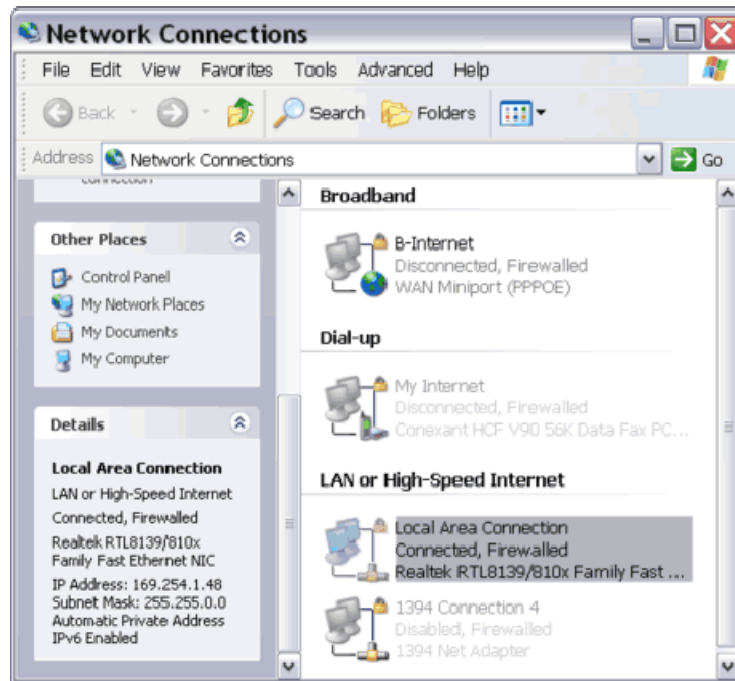 Network Connections
File Edit View Favorites Tools Advanced Help
Back Search Folders
Address Network Connections Go
connection
Other Places
Control Panel
My Network Places
My Documents
My Computer
Details
Local Area Connection
LAN or High-Speed Internet
Connected, Firewalled
Realtek RTL8139/810x
Family Fast Ethernet NIC
IP Address: 169.254.1.48
Subnet Mask: 255.255.0.0
Automatic Private Address
IPv6 Enabled
Broadband
B-Internet
Disconnected, Firewalled
WAN Miniport (PPPOE)
Dial-up
My Internet
Disconnected, Firewalled
Conexant HCF V90 56K Data Fax PC...
LAN or High-Speed Internet
Local Area Connection
Connected, Firewalled
Realtek RTL8139/810x Family Fast ...
1394 Connection 4
Disabled, Firewalled
1394 Net Adapter